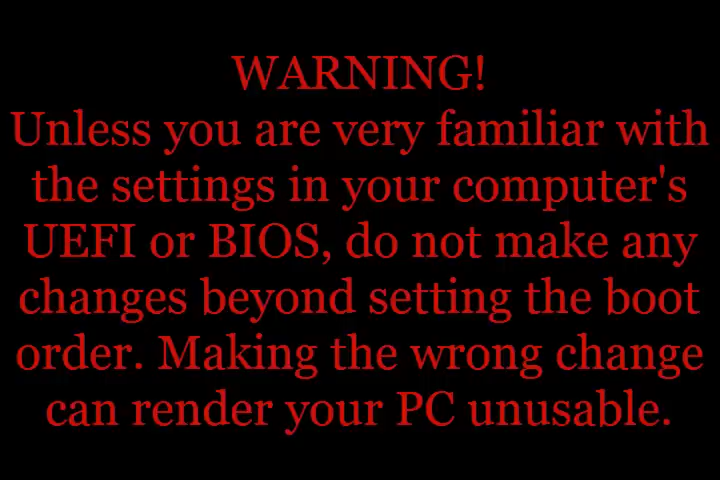 WARNING!
Unless you are very familiar with
the settings in your computer's
UEFI or BIOS, do not make any
changes beyond setting the boot
order. Making the wrong change
can render your PC unusable.